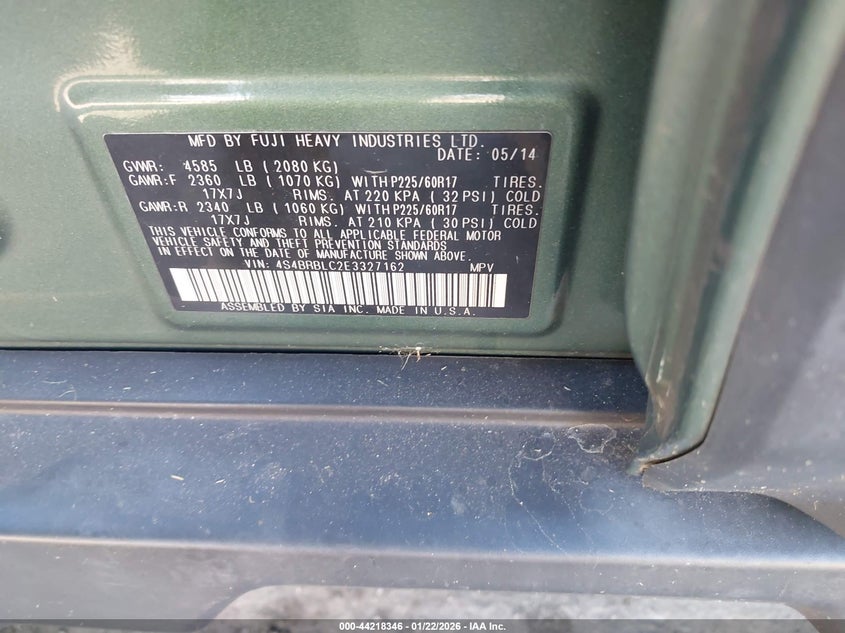 MFD BY FUJI HEAVY INDUSTRIES LTD.
DATE: 05/14
GVWR: 4585 LB (2080 KG)
GAWR:F 2360 LB (1070 KG) WITH P225/60R17 TIRES.
17X7J RIMS. AT 220 KPA (32 PSI) COLD
GAWR:R 2340 LB (1060 KG) WITH P225/60R17 TIRES.
17X7J RIMS. AT 210 KPA (30 PSI) COLD
THIS VEHICLE CONFORMS TO ALL APPLICABLE FEDERAL MOTOR
VEHICLE SAFETY AND THEFT PREVENTION STANDARDS
IN EFFECT ON THE DATE OF MANUFACTURE SHOWN ABOVE.
VIN: 4S4BRBLC2E3327162 MPV
ASSEMBLED BY SIA INC. MADE IN U.S.A.
000-44218346 - 01/22/2026 - IAA Inc.